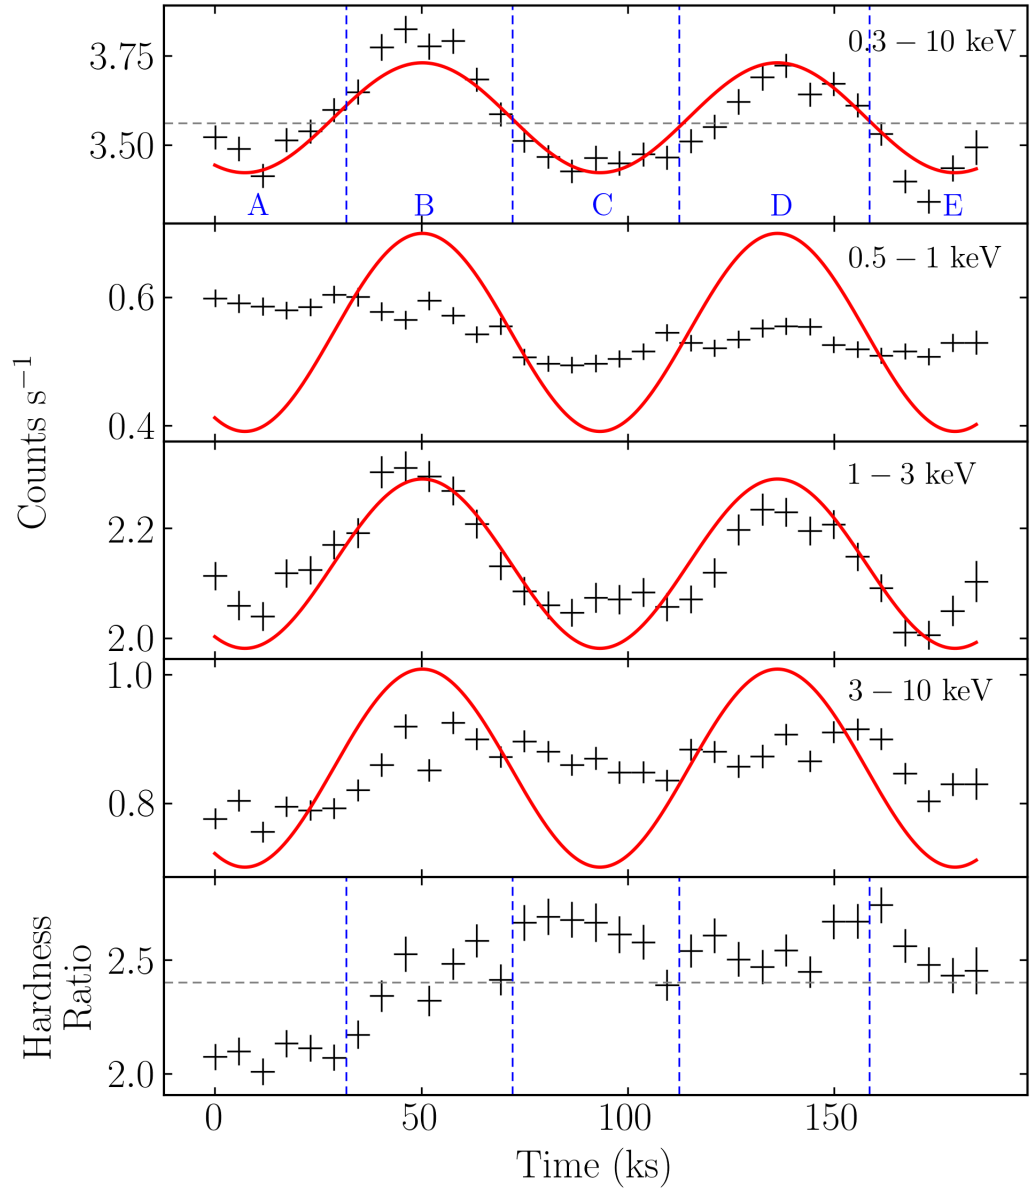 0.3 − 10 keV
3.75
3.50
A B C D E
0.5 − 1 keV
0.6
0.4
1 − 3 keV
2.2
2.0
3 − 10 keV
1.0
0.8
Counts s⁻¹
2.5
2.0
Hardness
Ratio
0 50 100 150
Time (ks)